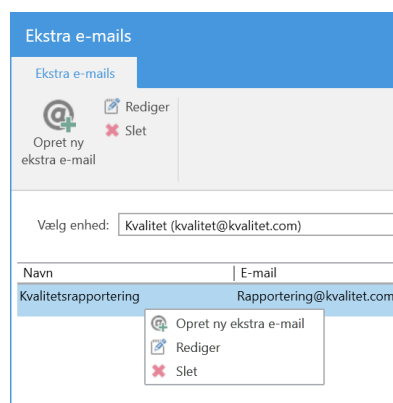 Ekstra e-mails
Ekstra e-mails
Opret ny
ekstra e-mail
Rediger
Slet
Vælg enhed: Kvalitet (kvalitet@kvalitet.com)
Navn E-mail
Kvalitetsrapportering Rapportering@kvalitet.com
Opret ny ekstra e-mail
Rediger
Slet